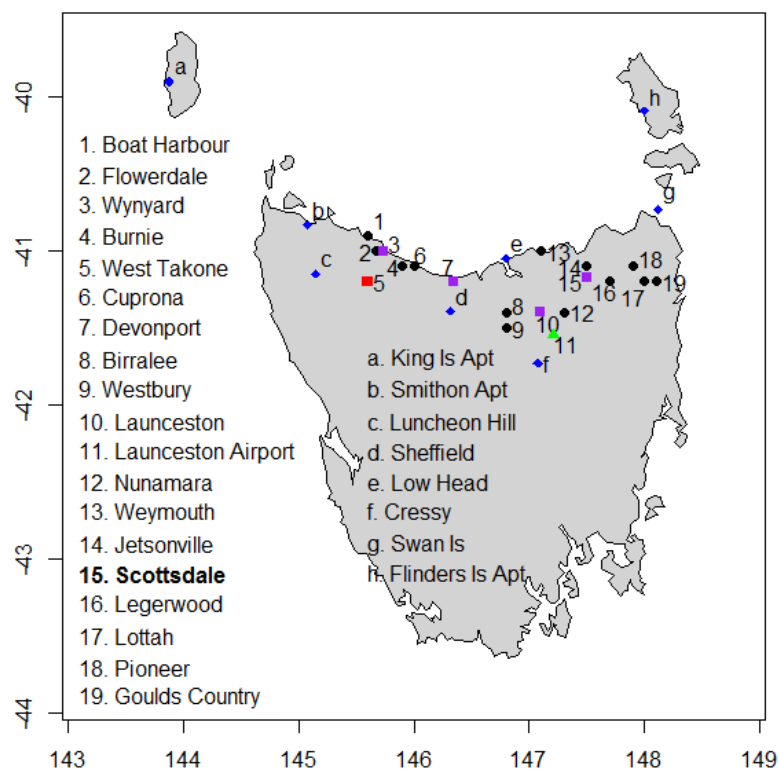 -40
-41
-42
-43
-44
143
144
145
146
147
148
149
1. Boat Harbour
2. Flowerdale
3. Wynyard
4. Burnie
5. West Takone
6. Cuprona
7. Devonport
8. Birralee
9. Westbury
10. Launceston
11. Launceston Airport
12. Nunamara
13. Weymouth
14. Jetsonville
15. Scottsdale
16. Legerwood
17. Lottah
18. Pioneer
19. Goulds Country
a. King Is Apt
b. Smithon Apt
c. Luncheon Hill
d. Sheffield
e. Low Head
f. Cressy
g. Swan Is
h. Flinders Is Apt
a
h
g
b
1
2
3
4
6
c
5
7
d
e
13
14
15
18
16
17
19
8
9
10
12
11
f